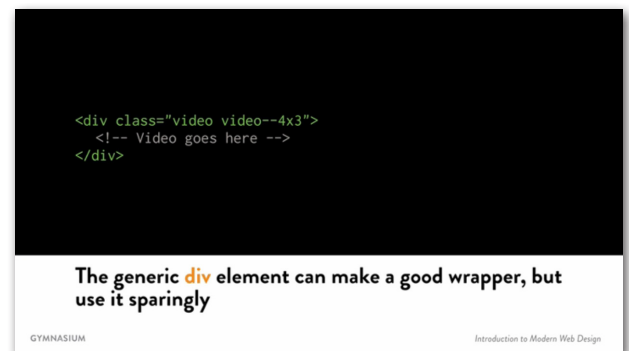 <div class="video video--4x3">
<!-- Video goes here -->
</div>
The generic div element can make a good wrapper, but
use it sparingly
GYMNASIUM
Introduction to Modern Web Design